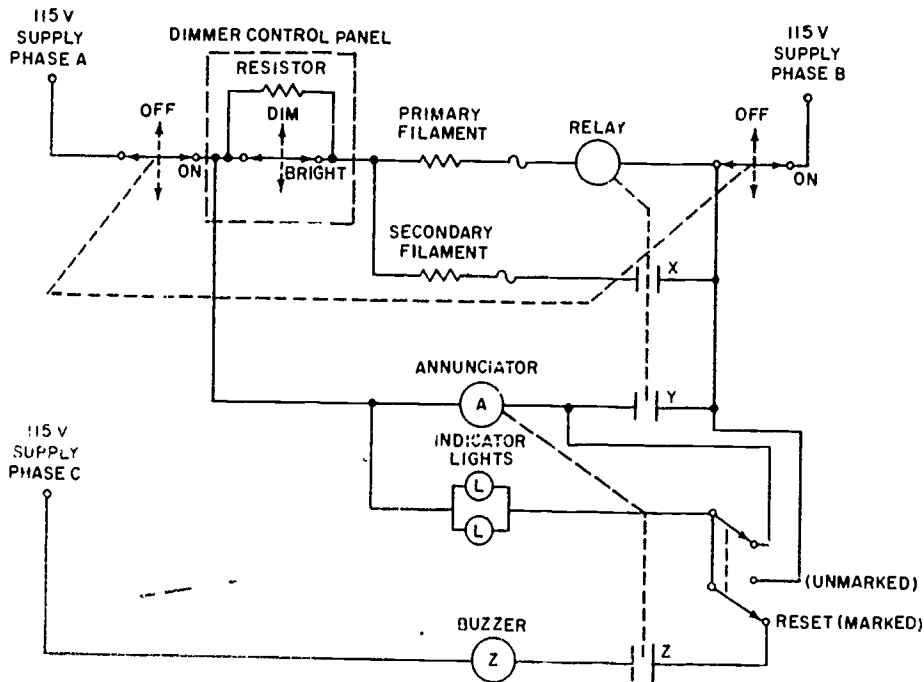 115 V
SUPPLY
PHASE A
DIMMER CONTROL PANEL
RESISTOR
DIM
BRIGHT
OFF
ON
PRIMARY
FILAMENT
RELAY
115 V
SUPPLY
PHASE B
OFF
ON
SECONDARY
FILAMENT
X
ANNUNCIATOR
A
Y
INDICATOR
LIGHTS
L
L
115 V
SUPPLY
PHASE C
(UNMARKED)
RESET (MARKED)
BUZZER
Z
Z